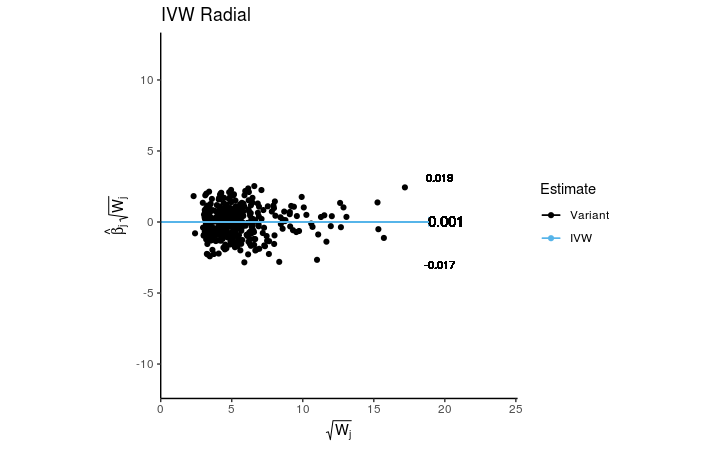 IVW Radial
10
5
0
-5
-10
β̂j√Wj
0.019
0.001
-0.017
0 5 10 15 20 25
√Wj
Estimate
Variant
IVW